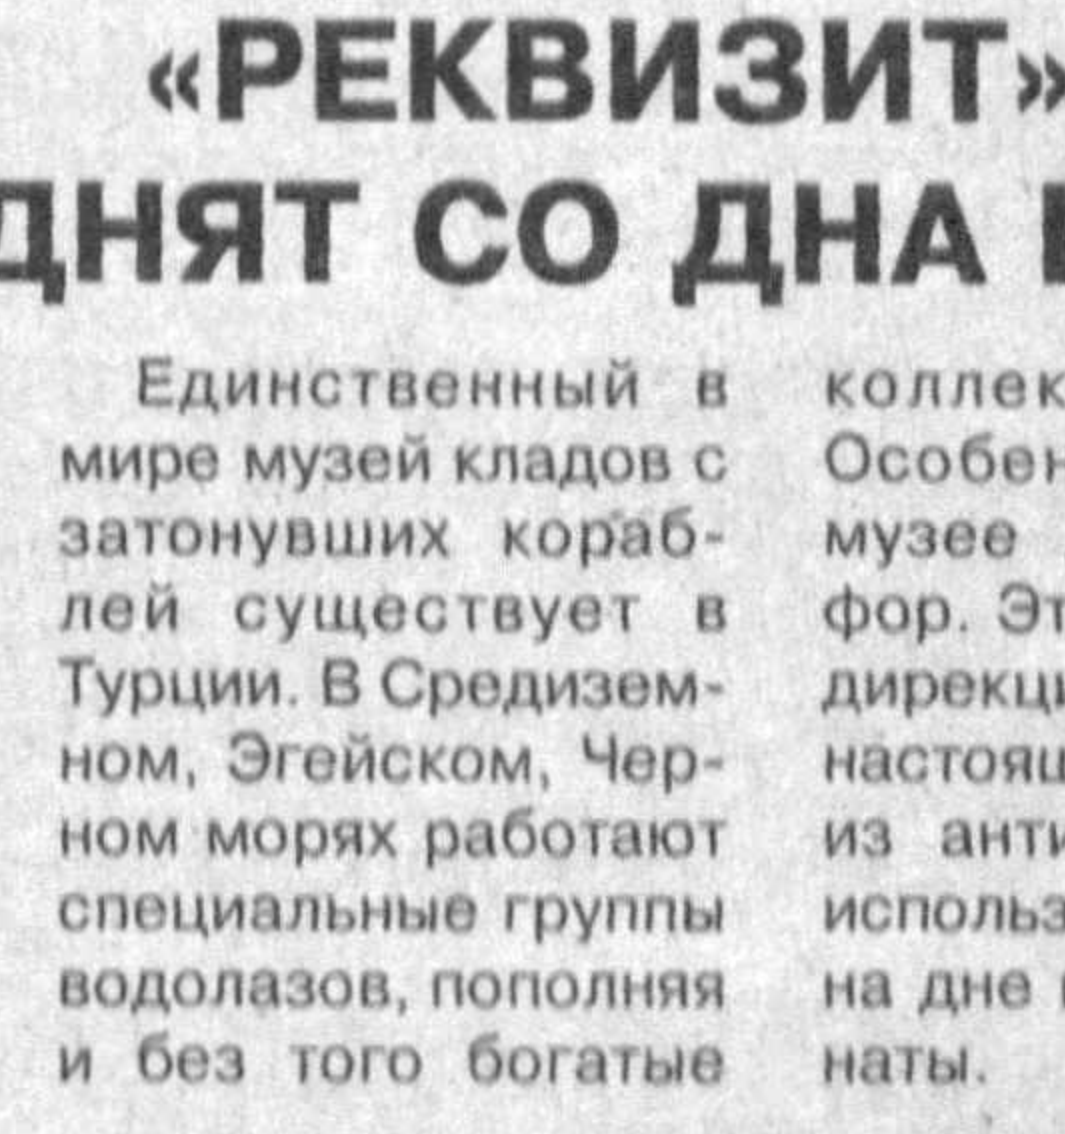 «РЕКВИЗИТ»
ДНЯТ СО ДНА
Единственный в
мире музей кладов с
затонувших кораб-
лей существует в
Турции. В Средизем-
ном, Эгейском, Чер-
ном морях работают
специальные группы
водолазов, пополняя
и без того богатые
коллек
Особен
музее
фор. Эт
дирекци
настоящ
из анти
использ
на дне
наты.